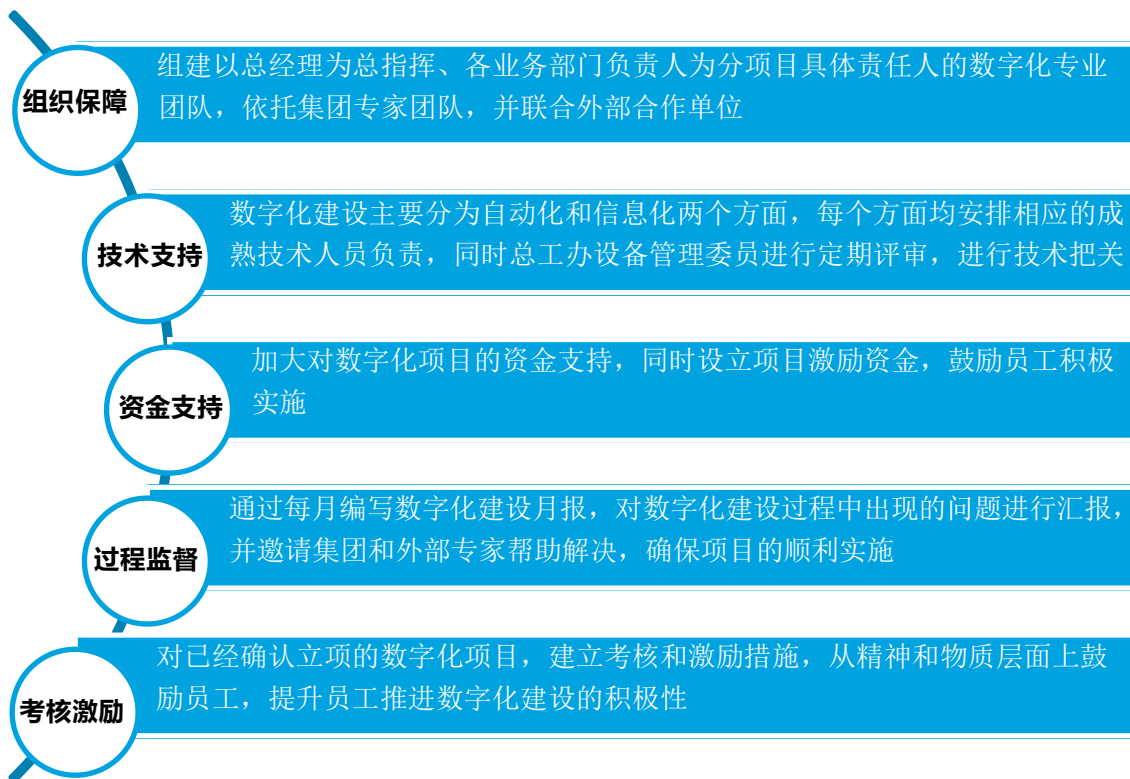 组织保障
组建以总经理为总指挥、各业务部门负责人为分项目具体责任人的数字化专业
团队，依托集团专家团队，并联合外部合作单位
技术支持
数字化建设主要分为自动化和信息化两个方面，每个方面均安排相应的成
熟技术人员负责，同时总工办设备管理委员进行定期评审，进行技术把关
资金支持
加大对数字化项目的资金支持，同时设立项目激励资金，鼓励员工积极
实施
过程监督
通过每月编写数字化建设月报，对数字化建设过程中出现的问题进行汇报，
并邀请集团和外部专家帮助解决，确保项目的顺利实施
考核激励
对已经确认立项的数字化项目，建立考核和激励措施，从精神和物质层面上鼓
励员工，提升员工推进数字化建设的积极性